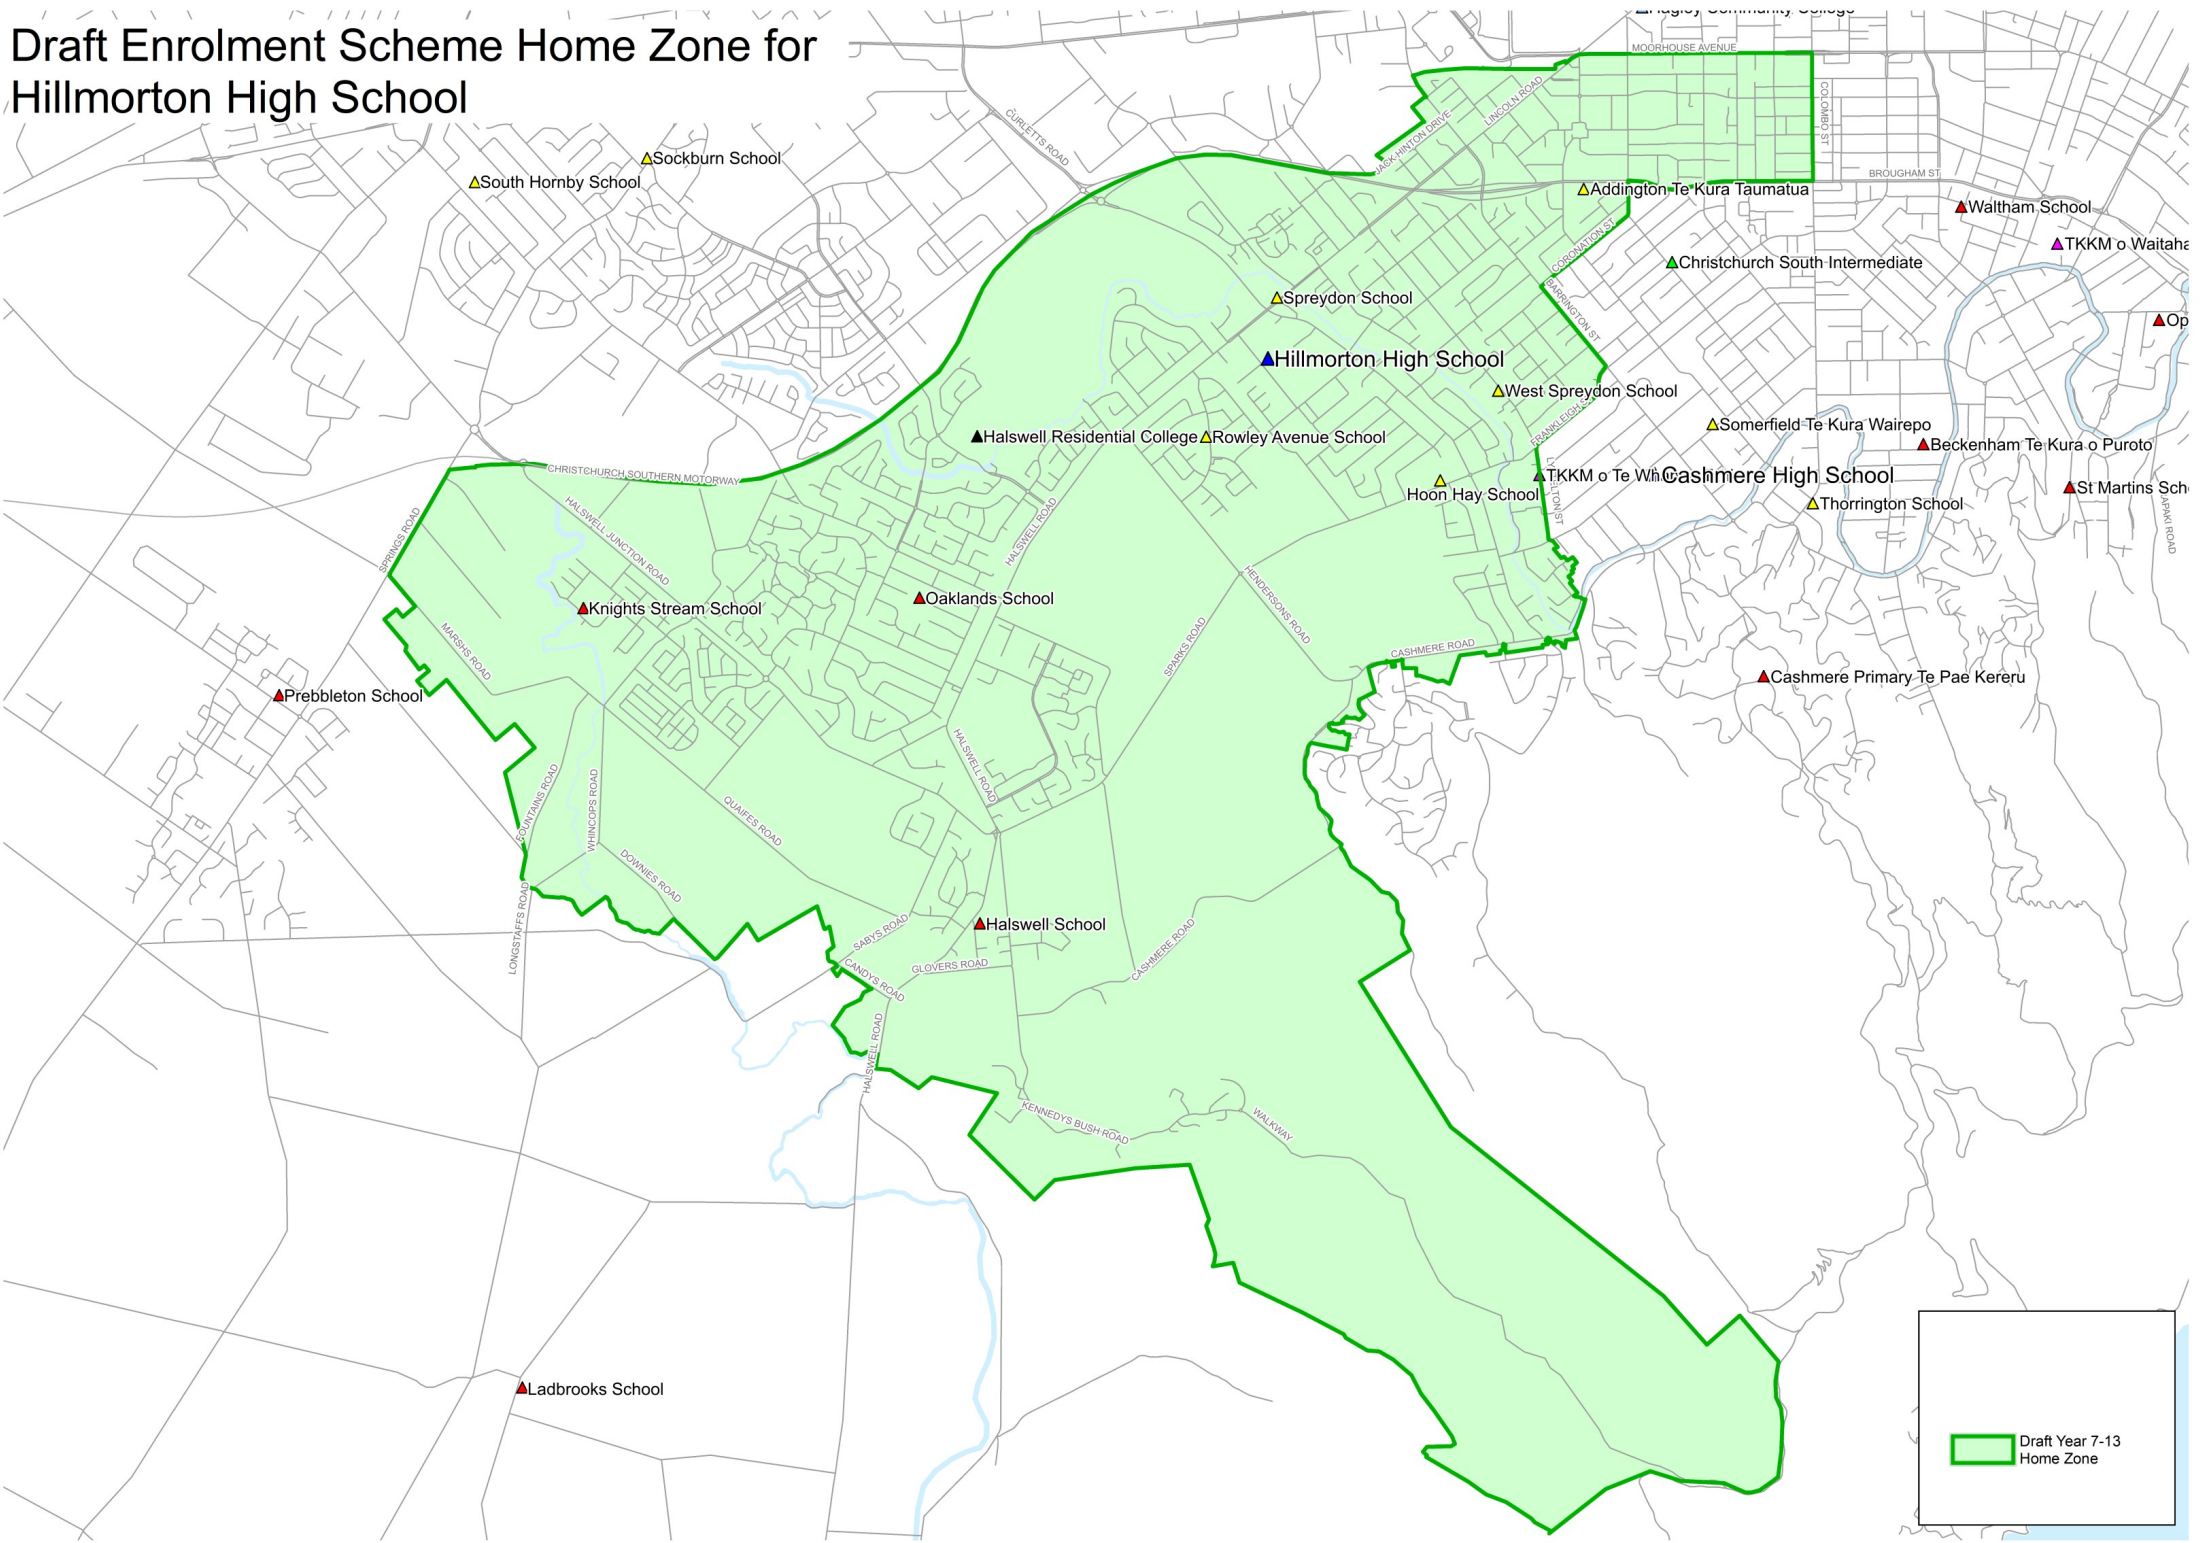 Draft Enrolment Scheme Home Zone for
Hillmorton High School
MOORHOUSE AVENUE
COLOMBO ST
LINCOLN ROAD
JACK HINTON DRIVE
CURLETTS ROAD
Sockburn School
South Hornby School
BROUGHAM ST
Addington Te Kura Taumatua
Waltham School
TKKM o Waitaha
CORONATION ST
Christchurch South Intermediate
BARRINGTON ST
Spreydon School
Hillmorton High School
West Spreydon School
FRANKLEIGH
Somerfield Te Kura Wairepo
Halswell Residential College
Rowley Avenue School
Beckenham Te Kura o Puroto
CHRISTCHURCH SOUTHERN MOTORWAY
TKKM o Te
Cashmere High School
Hoon Hay School
St Martins Sch
Thorrington School
SPRINGS ROAD
HALSWELL JUNCTION ROAD
HALSWELL ROAD
Knights Stream School
Oaklands School
HENDERSONS ROAD
SPARKS ROAD
MARSHS ROAD
CASHMERE ROAD
Prebbleton School
Cashmere Primary Te Pae Kereru
HALSWELL ROAD
FOUNTAINS ROAD
WHINCOPS ROAD
QUAIFES ROAD
DOWNIES ROAD
LONGSTAFFS ROAD
SABYS ROAD
Halswell School
GLOVERS ROAD
CANDYS ROAD
CASHMERE ROAD
HALSWELL ROAD
KENNEDYS BUSH ROAD
WALKWAY
Ladbrooks School
Draft Year 7-13
Home Zone